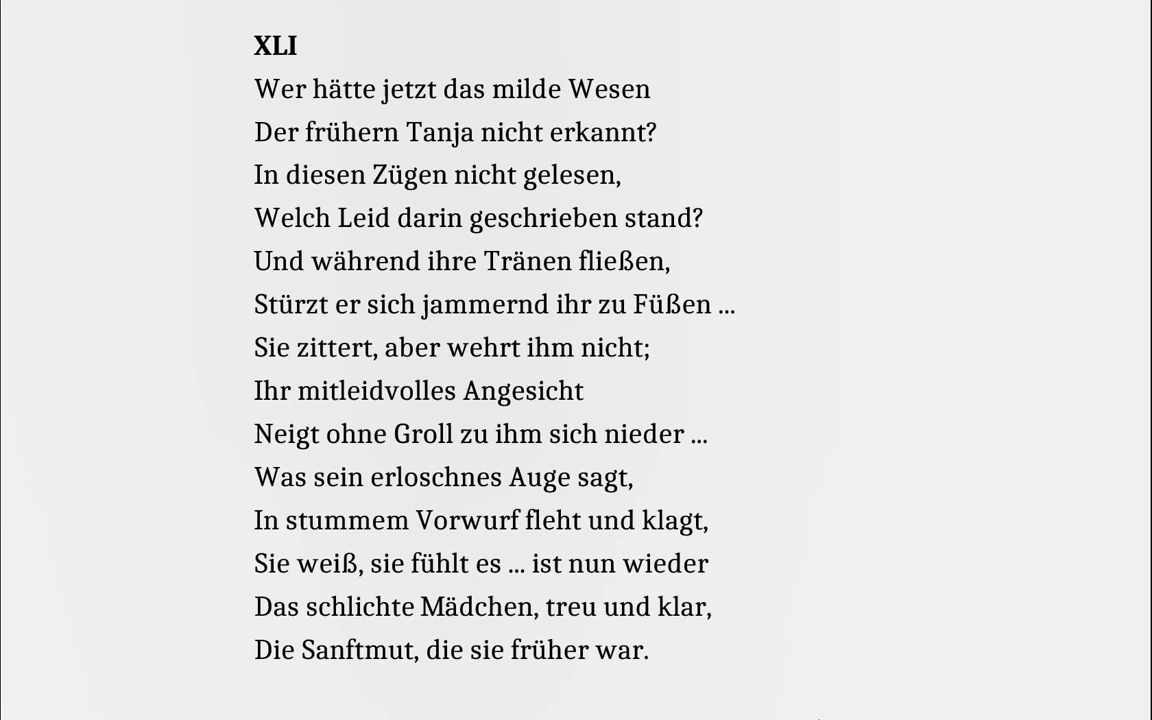 XLI
Wer hätte jetzt das milde Wesen
Der frühern Tanja nicht erkannt?
In diesen Zügen nicht gelesen,
Welch Leid darin geschrieben stand?
Und während ihre Tränen fließen,
Stürzt er sich jammernd ihr zu Füßen ...
Sie zittert, aber wehrt ihm nicht;
Ihr mitleidvolles Angesicht
Neigt ohne Groll zu ihm sich nieder ...
Was sein erloschnes Auge sagt,
In stummem Vorwurf fleht und klagt,
Sie weiß, sie fühlt es ... ist nun wieder
Das schlichte Mädchen, treu und klar,
Die Sanftmut, die sie früher war.